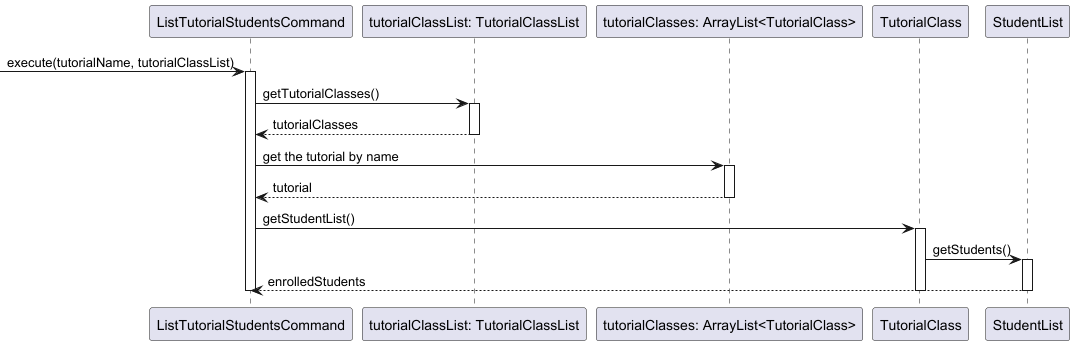 ListTutorialStudentsCommand
tutorialClassList: TutorialClassList
tutorialClasses: ArrayList<TutorialClass>
TutorialClass
StudentList
execute(tutorialName, tutorialClassList)
getTutorialClasses()
tutorialClasses
get the tutorial by name
tutorial
getStudentList()
getStudents()
enrolledStudents
ListTutorialStudentsCommand
tutorialClassList: TutorialClassList
tutorialClasses: ArrayList<TutorialClass>
TutorialClass
StudentList